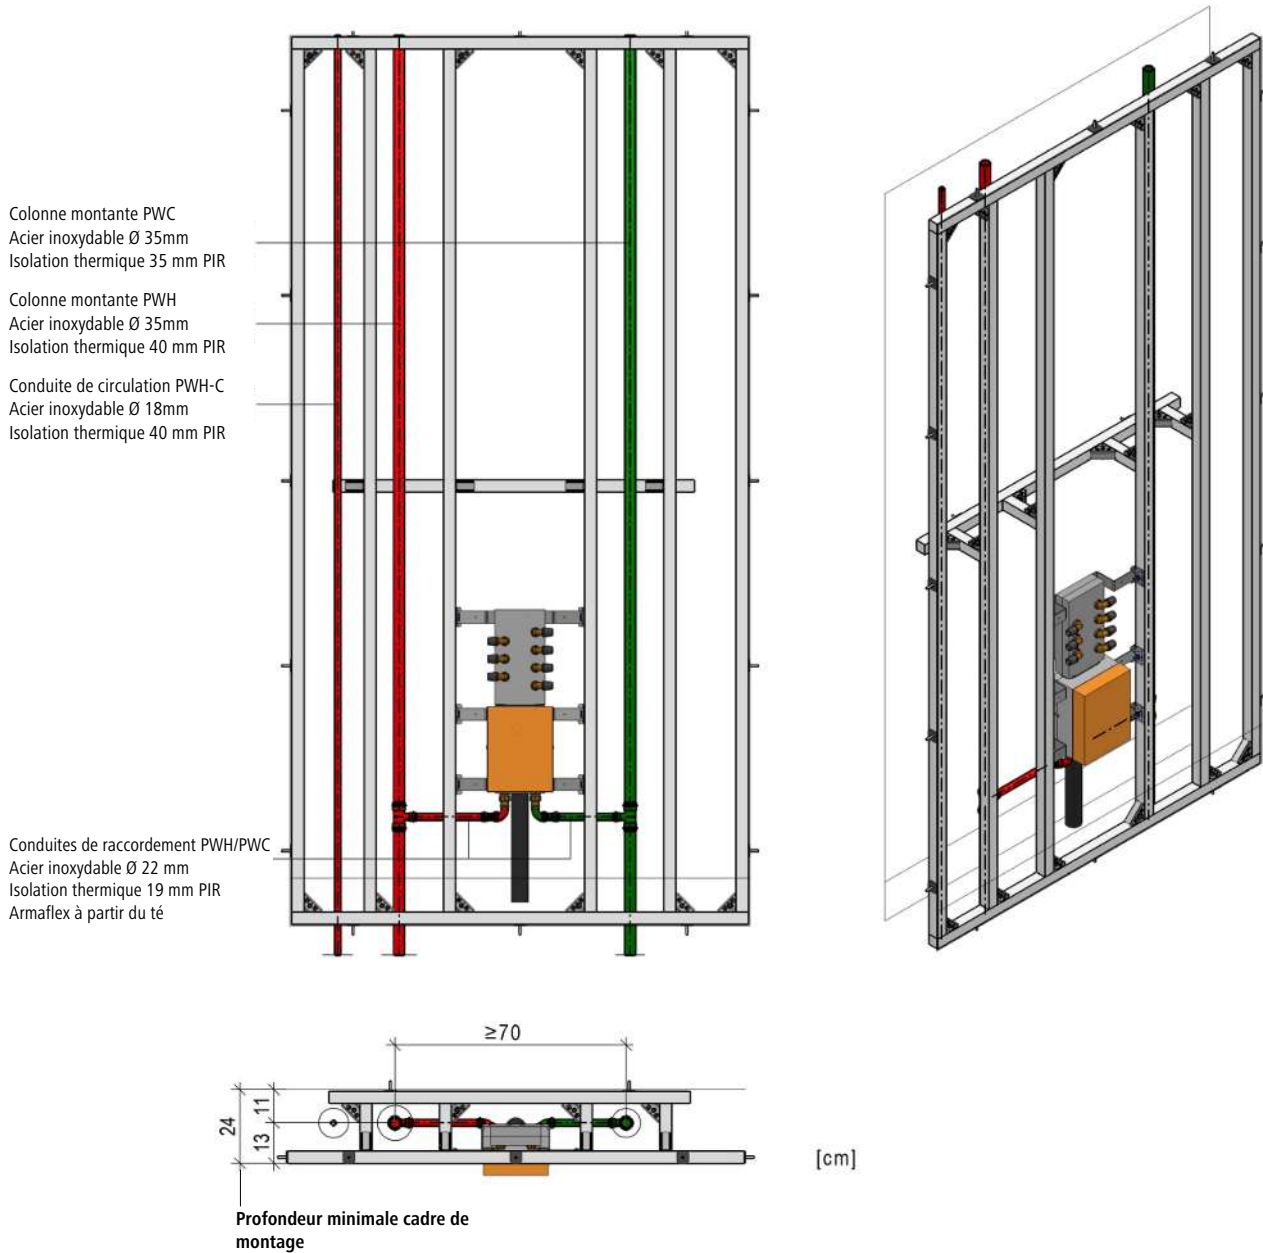 Colonne montante PWC
Acier inoxydable Ø 35mm
Isolation thermique 35 mm PIR
Colonne montante PWH
Acier inoxydable Ø 35mm
Isolation thermique 40 mm PIR
Conduite de circulation PWH-C
Acier inoxydable Ø 18mm
Isolation thermique 40 mm PIR
Conduites de raccordement PWH/PWC
Acier inoxydable Ø 22 mm
Isolation thermique 19 mm PIR
Armaflex à partir du té
≥70
24
11
13
[cm]
Profondeur minimale cadre de
montage